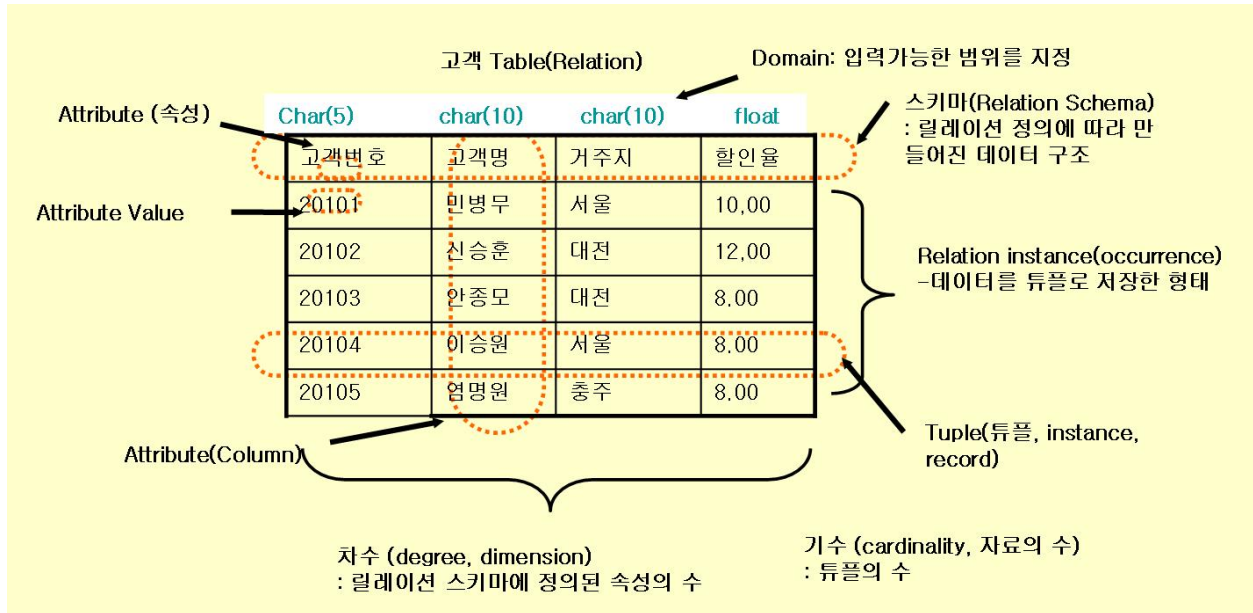 고객 Table(Relation)
Domain: 입력가능한 범위를 지정
Attribute (속성)
Char(5) char(10) char(10) float
스키마(Relation Schema)
: 릴레이션 정의에 따라 만
들어진 데이터 구조
고객번호 고객명 거주지 할인율
Attribute Value
20101 민병무 서울 10,00
20102 신승훈 대전 12,00
20103 안종모 대전 8,00
20104 이승원 서울 8,00
20105 염명원 충주 8,00
Relation instance(occurrence)
-데이터를 튜플로 저장한 형태
Tuple(튜플, instance,
record)
Attribute(Column)
차수 (degree, dimension)
: 릴레이션 스키마에 정의된 속성의 수
기수 (cardinality, 자료의 수)
: 튜플의 수